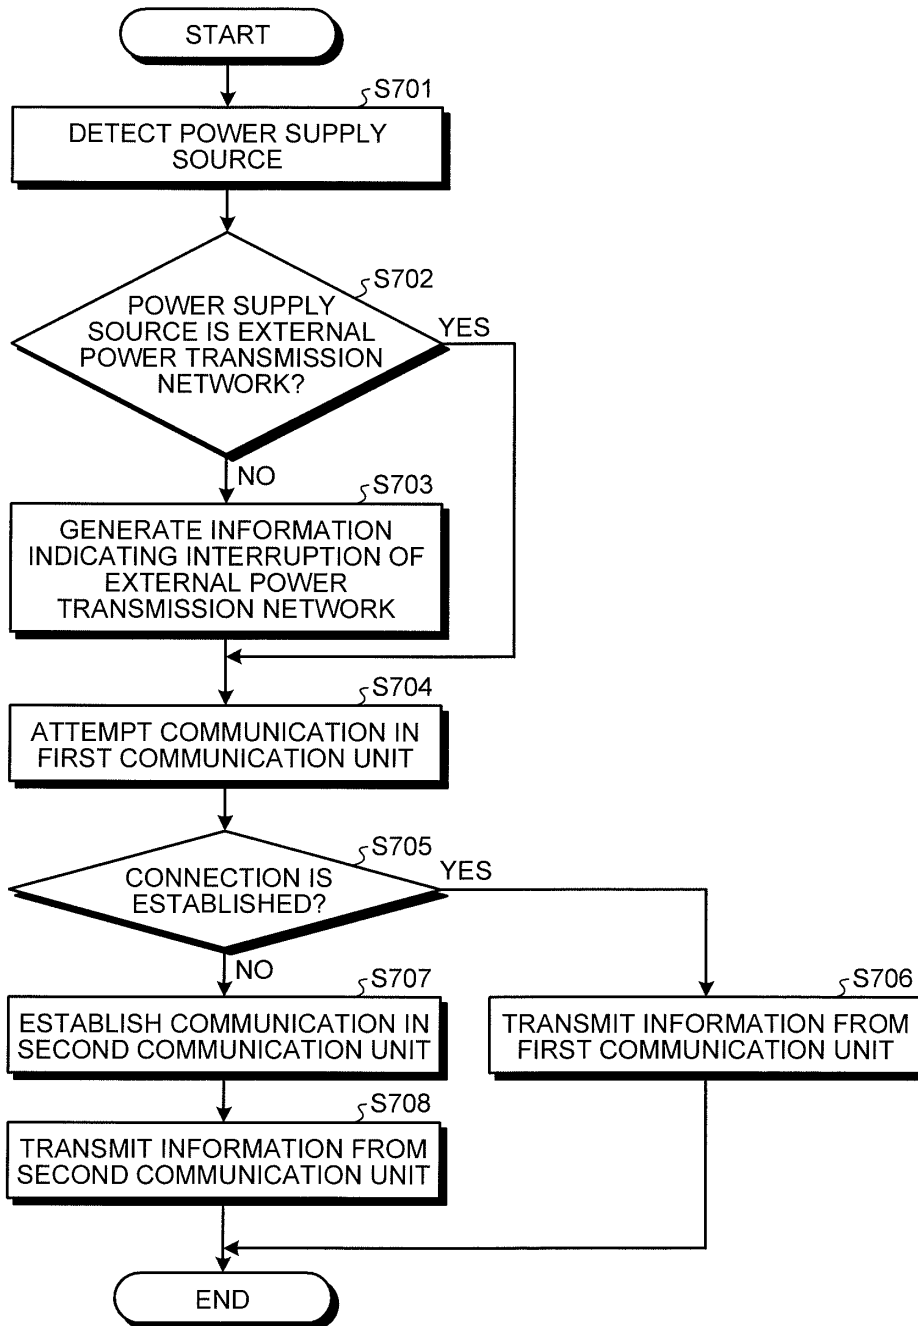 START
S701
DETECT POWER SUPPLY
SOURCE
S702
POWER SUPPLY
SOURCE IS EXTERNAL
POWER TRANSMISSION
NETWORK?
YES
NO
S703
GENERATE INFORMATION
INDICATING INTERRUPTION OF
EXTERNAL POWER
TRANSMISSION NETWORK
S704
ATTEMPT COMMUNICATION IN
FIRST COMMUNICATION UNIT
S705
CONNECTION IS
ESTABLISHED?
YES
NO
S707
ESTABLISH COMMUNICATION IN
SECOND COMMUNICATION UNIT
S706
TRANSMIT INFORMATION FROM
FIRST COMMUNICATION UNIT
S708
TRANSMIT INFORMATION FROM
SECOND COMMUNICATION UNIT
END